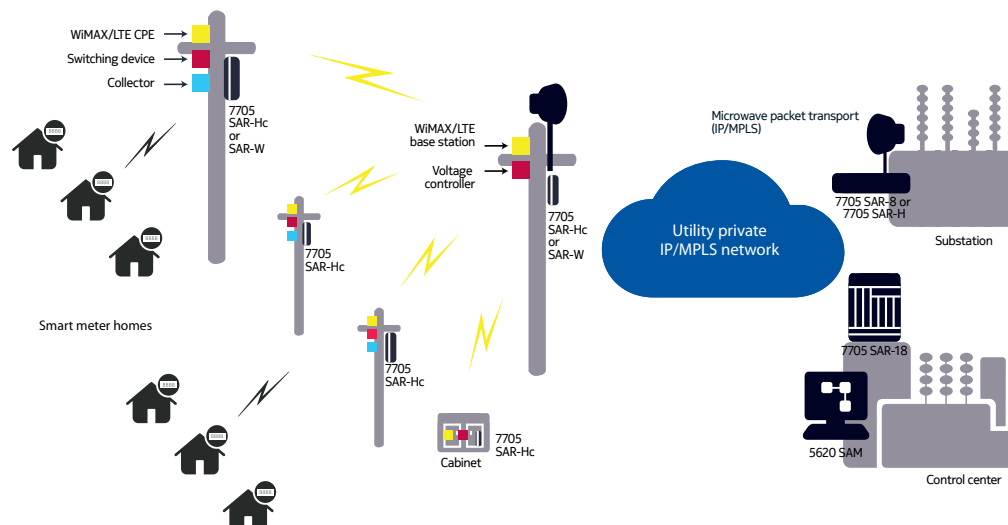 WiMAX/LTE CPE
Switching device
Collector
7705
SAR-Hc
or
SAR-W
WiMAX/LTE
base station
Voltage
controller
7705
SAR-Hc
or
SAR-W
Microwave packet transport
(IP/MPLS)
7705 SAR-8 or
7705 SAR-H
Substation
Utility private
IP/MPLS network
7705
SAR-Hc
Smart meter homes
7705
SAR-Hc
7705 SAR-18
Cabinet
7705
SAR-Hc
5620 SAM
Control center